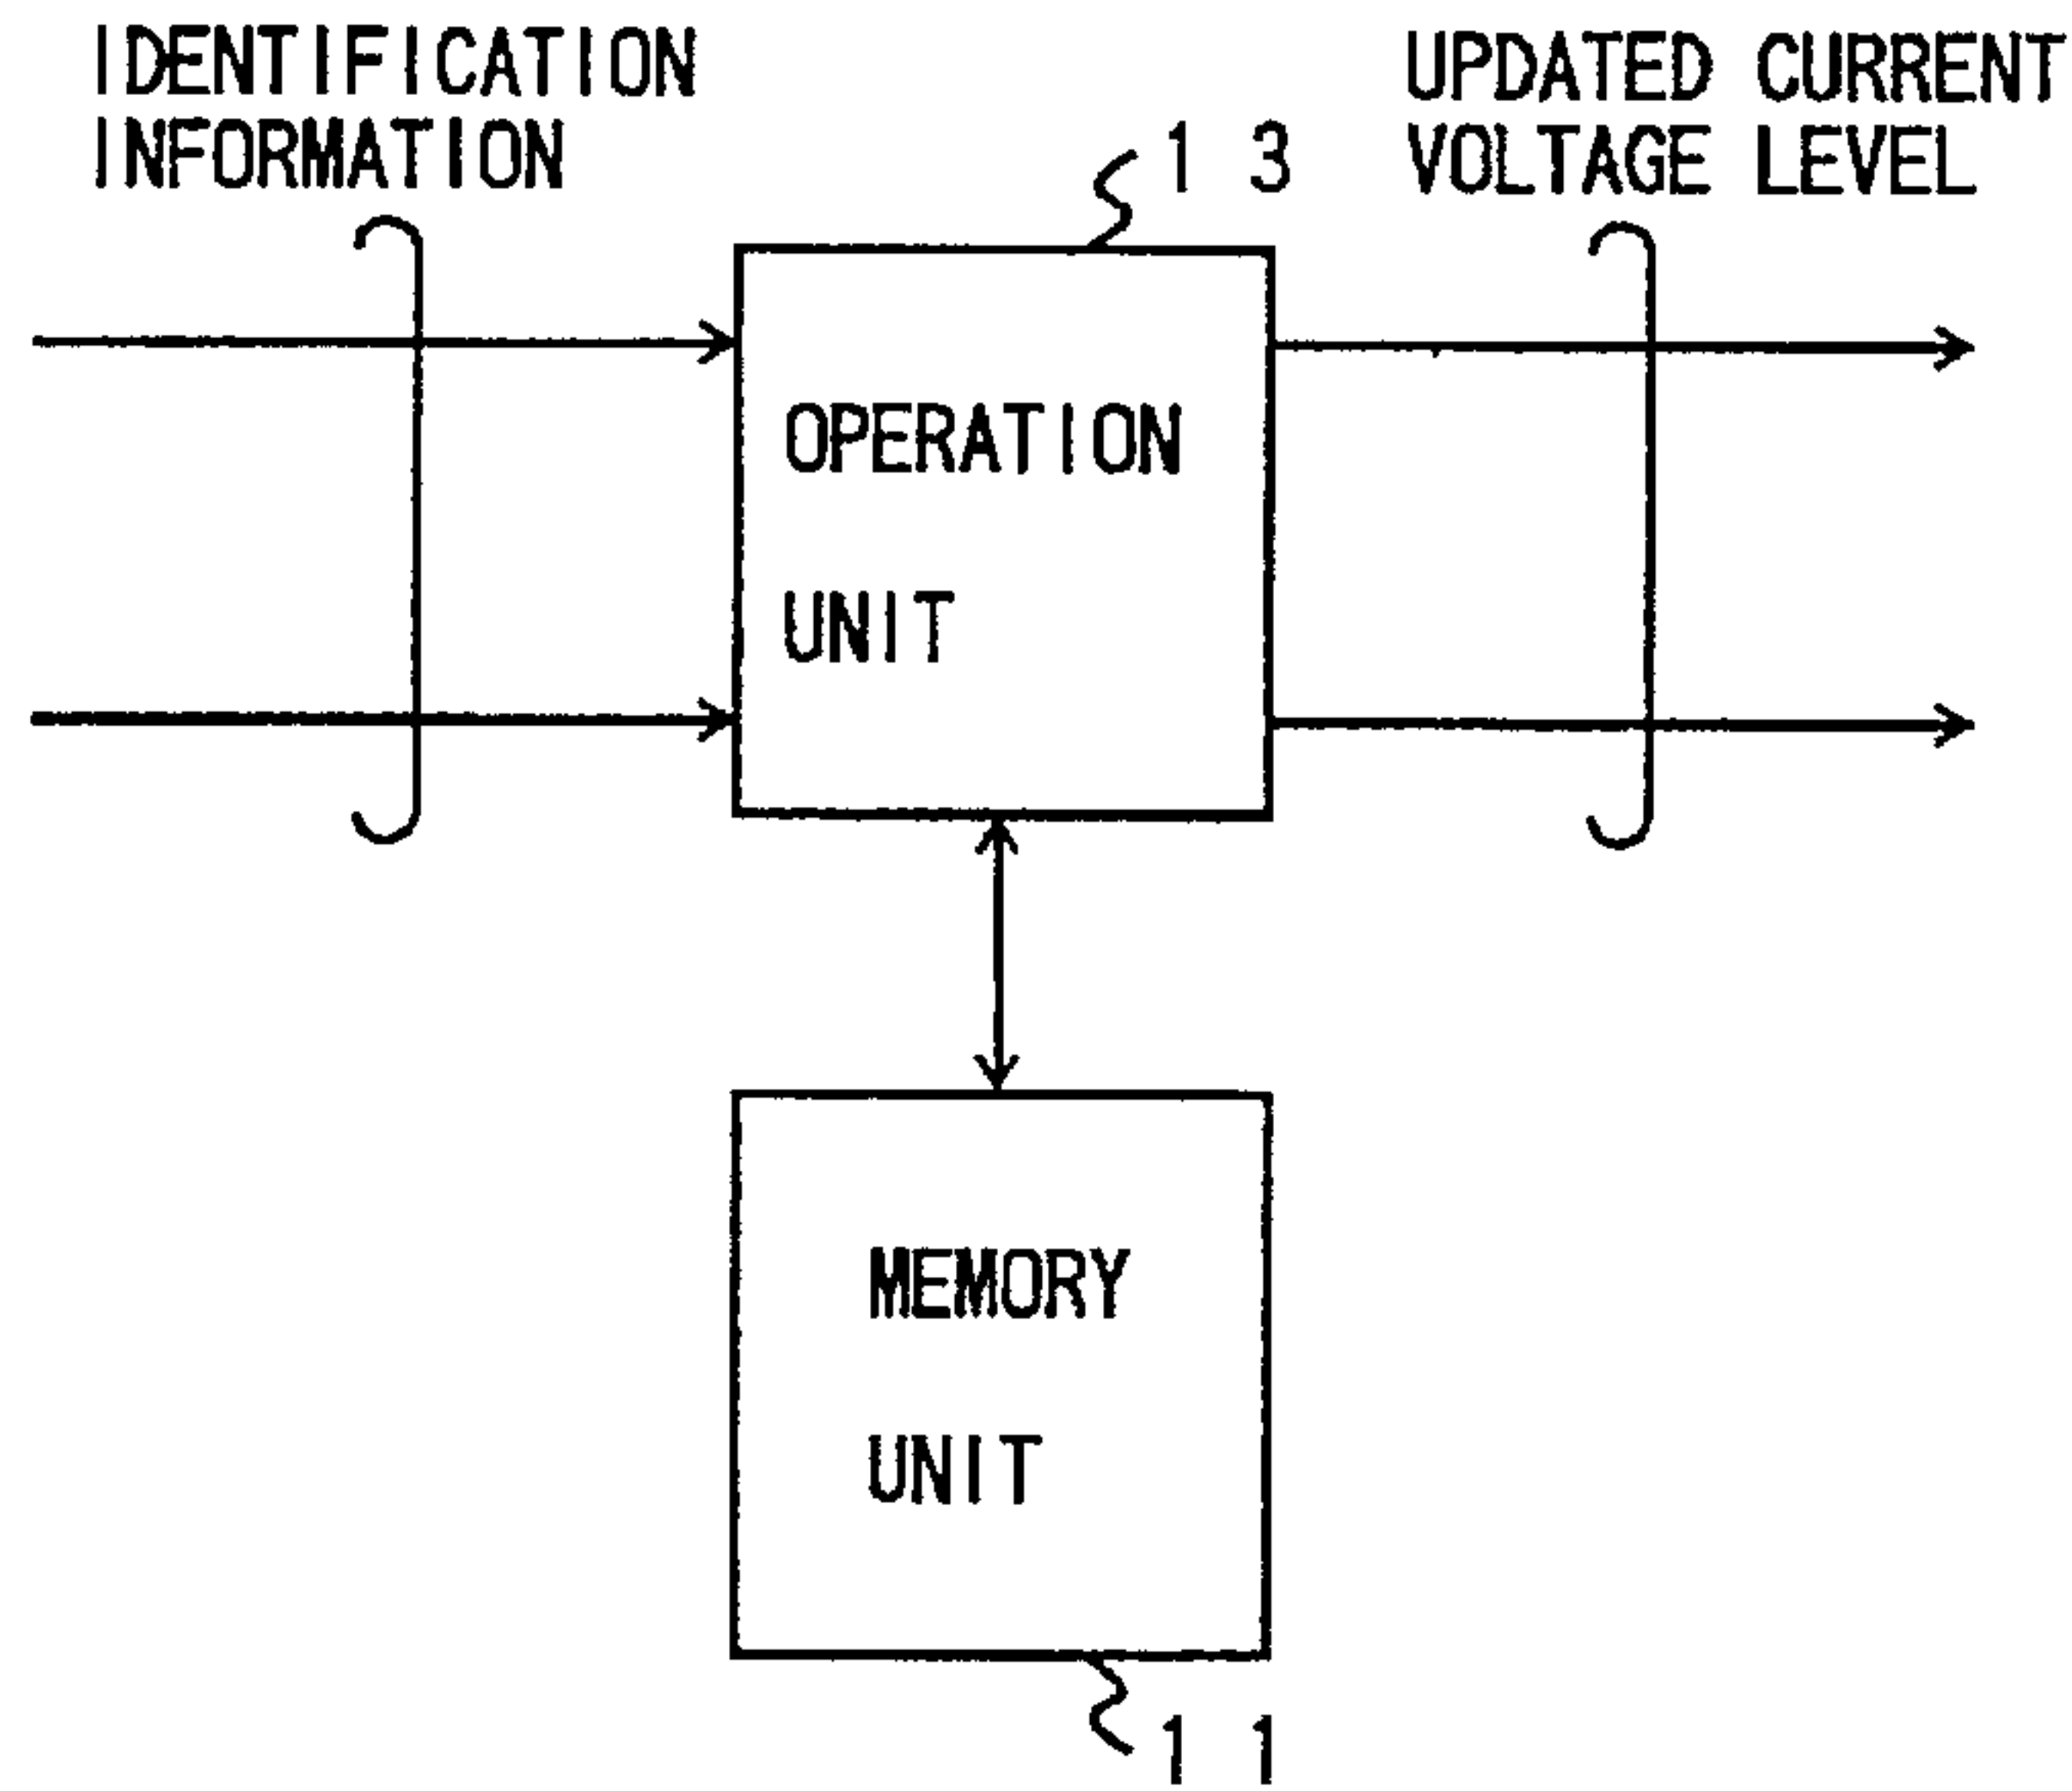 IDENTIFICATION
INFORMATION
13
UPDATED CURRENT
VOLTAGE LEVEL
OPERATION
UNIT
MEMORY
UNIT
11